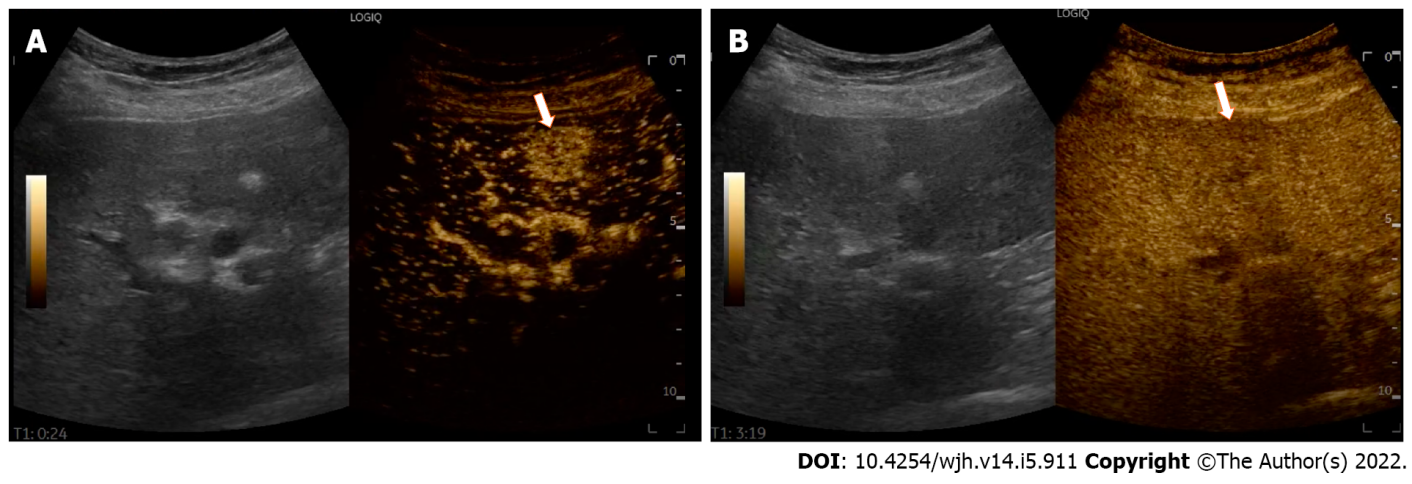 LOGIQ
LOGIQ
A
B
0
0
5
5
10
10
T1: 0:24
T1: 3:19
DOI: 10.4254/wjh.v14.i5.911 Copyright ©The Author(s) 2022.